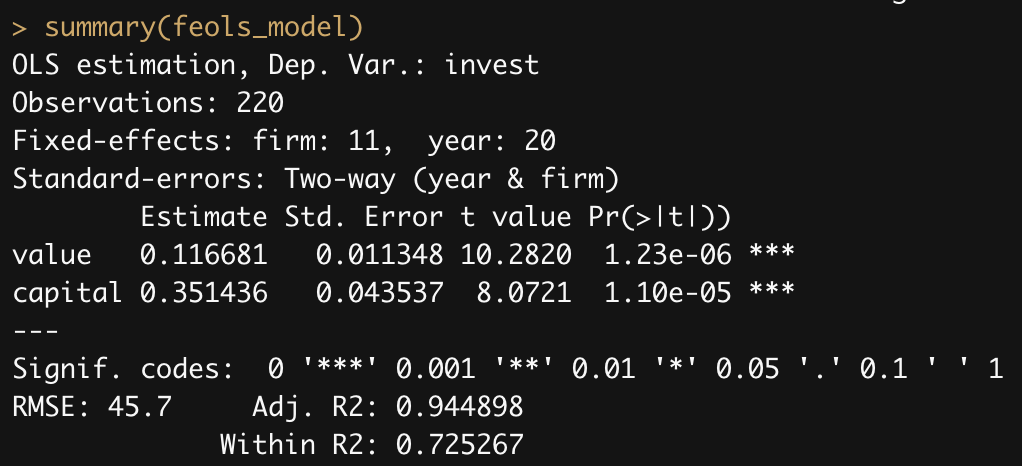 > summary(feols_model)
OLS estimation, Dep. Var.: invest
Observations: 220
Fixed-effects: firm: 11,  year: 20
Standard-errors: Two-way (year & firm)
        Estimate Std. Error t value Pr(>|t|))
value   0.116681   0.011348 10.2820  1.23e-06 ***
capital 0.351436   0.043537  8.0721  1.10e-05 ***
---
Signif. codes:  0 '***' 0.001 '**' 0.01 '*' 0.05 '.' 0.1 ' ' 1
RMSE: 45.7     Adj. R2: 0.944898
             Within R2: 0.725267